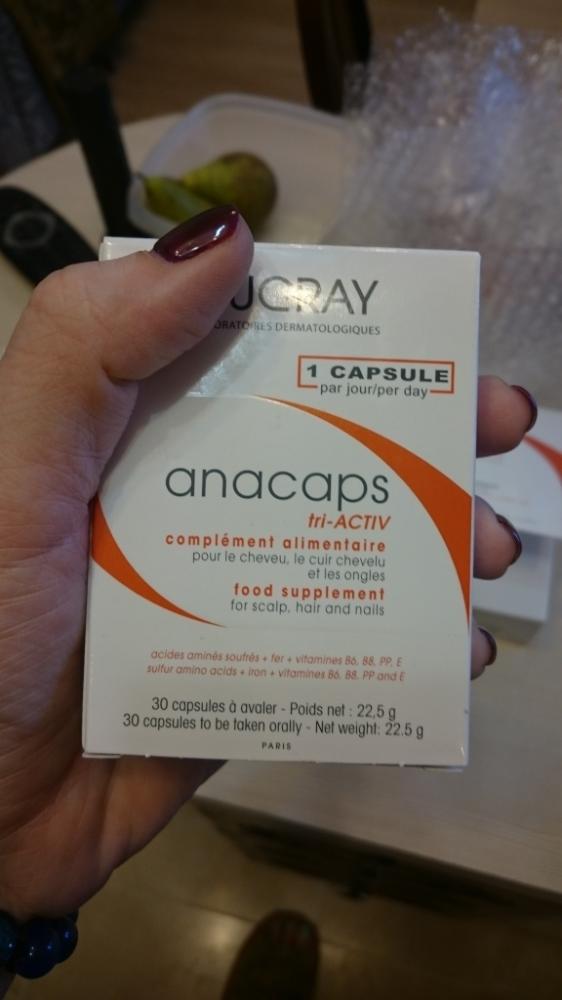 UCRAY
ORATOIRES DERMATOLOGIQUES
1 CAPSULE
par jour/per day
anacaps
tri-ACTIV
complément alimentaire
pour le cheveu, le cuir chevelu
et les ongles
food supplement
for scalp, hair and nails
acides aminés soufrés + fer + vitamines B6, B8, PP, E
sulfur amino acids + iron + vitamines B6, B8, PP and E
30 capsules à avaler - Poids net : 22,5 g
30 capsules to be taken orally - Net weight: 22.5 g
PARIS